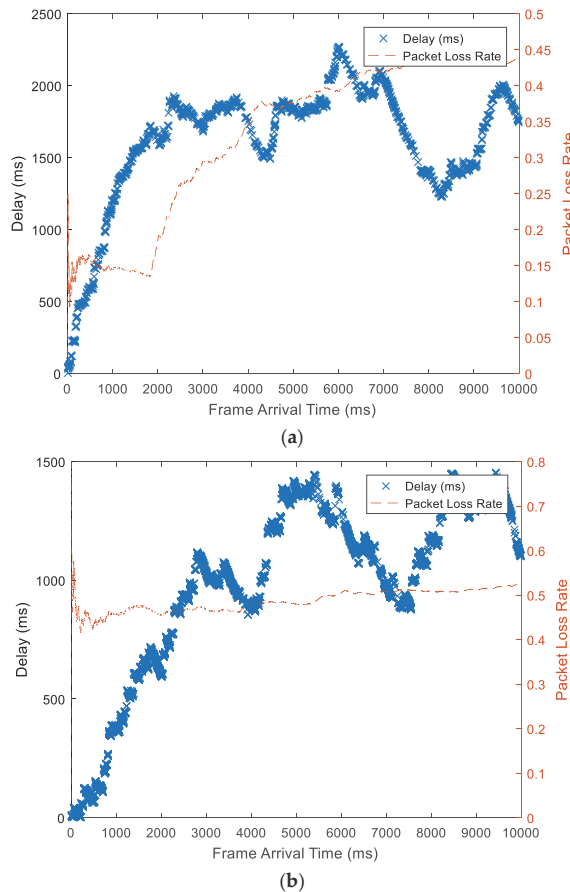 2500
2000
1500
1000
500
0
Delay (ms)
0.5
0.45
0.4
0.35
0.3
0.25
0.2
0.15
0.1
0.05
0
Packet Loss Rate
Delay (ms)
Packet Loss Rate
0 1000 2000 3000 4000 5000 6000 7000 8000 9000 10000
Frame Arrival Time (ms)
(a)
1500
1000
500
0
Delay (ms)
0.8
0.7
0.6
0.5
0.4
0.3
0.2
0.1
0
Packet Loss Rate
Delay (ms)
Packet Loss Rate
0 1000 2000 3000 4000 5000 6000 7000 8000 9000 10000
Frame Arrival Time (ms)
(b)